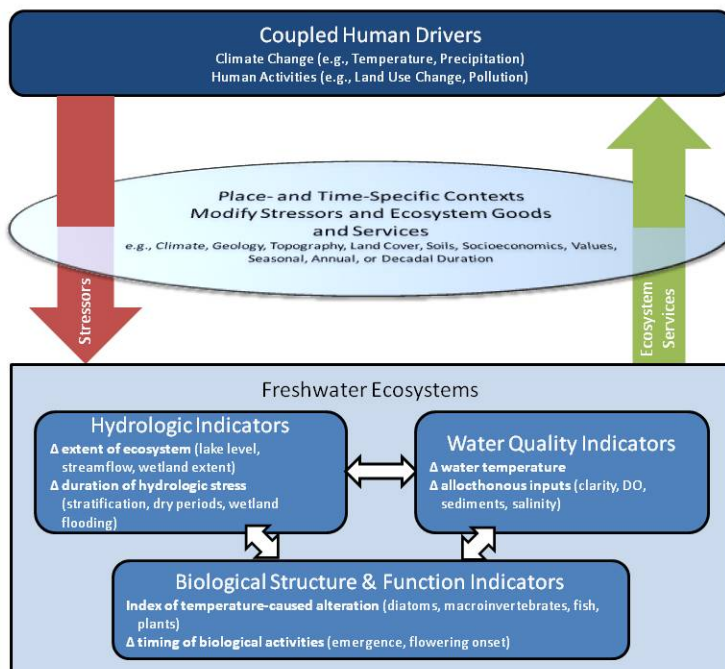 Coupled Human Drivers
Climate Change (e.g., Temperature, Precipitation)
Human Activities (e.g., Land Use Change, Pollution)
Place- and Time-Specific Contexts
Modify Stressors and Ecosystem Goods
and Services
e.g., Climate, Geology, Topography, Land Cover, Soils, Socioeconomics, Values,
Seasonal, Annual, or Decadal Duration
Stressors
Ecosystem
Services
Freshwater Ecosystems
Hydrologic Indicators
Δ extent of ecosystem (lake level,
streamflow, wetland extent)
Δ duration of hydrologic stress
(stratification, dry periods, wetland
flooding)
Water Quality Indicators
Δ water temperature
Δ allocthonous inputs (clarity, DO,
sediments, salinity)
Biological Structure & Function Indicators
Index of temperature-caused alteration (diatoms, macroinvertebrates, fish,
plants)
Δ timing of biological activities (emergence, flowering onset)